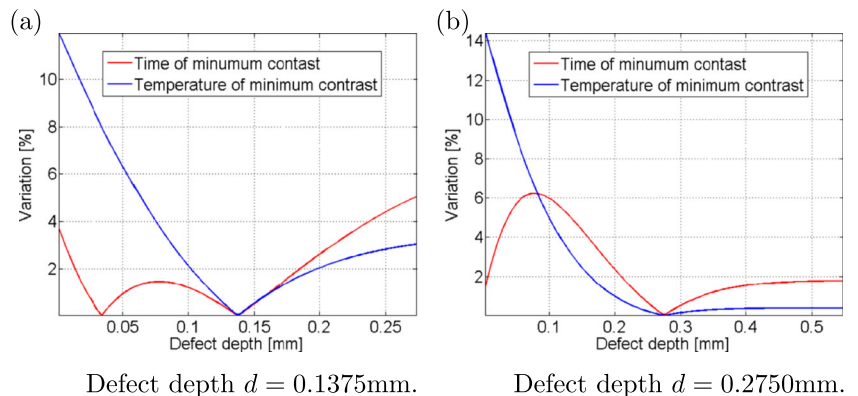 (a)
Time of minumum contast
Temperature of minimum contrast
Variation [%]
10
8
6
4
2
0.05 0.1 0.15 0.2 0.25
Defect depth [mm]
Defect depth d = 0.1375mm.
(b)
Time of minumum contrast
Temperature of minimum contrast
Variation [%]
14
12
10
8
6
4
2
0.1 0.2 0.3 0.4 0.5
Defect depth [mm]
Defect depth d = 0.2750mm.